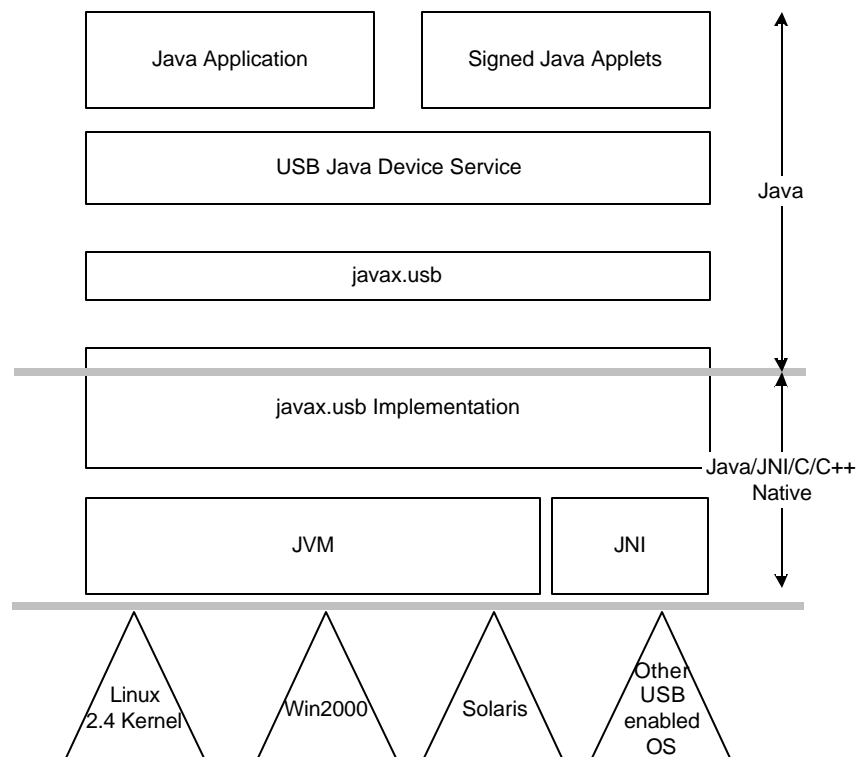 Java Application
Signed Java Applets
USB Java Device Service
Java
javax.usb
javax.usb Implementation
Java/JNI/C/C++
Native
JVM
JNI
Linux
2.4 Kernel
Win2000
Solaris
Other
USB
enabled
OS